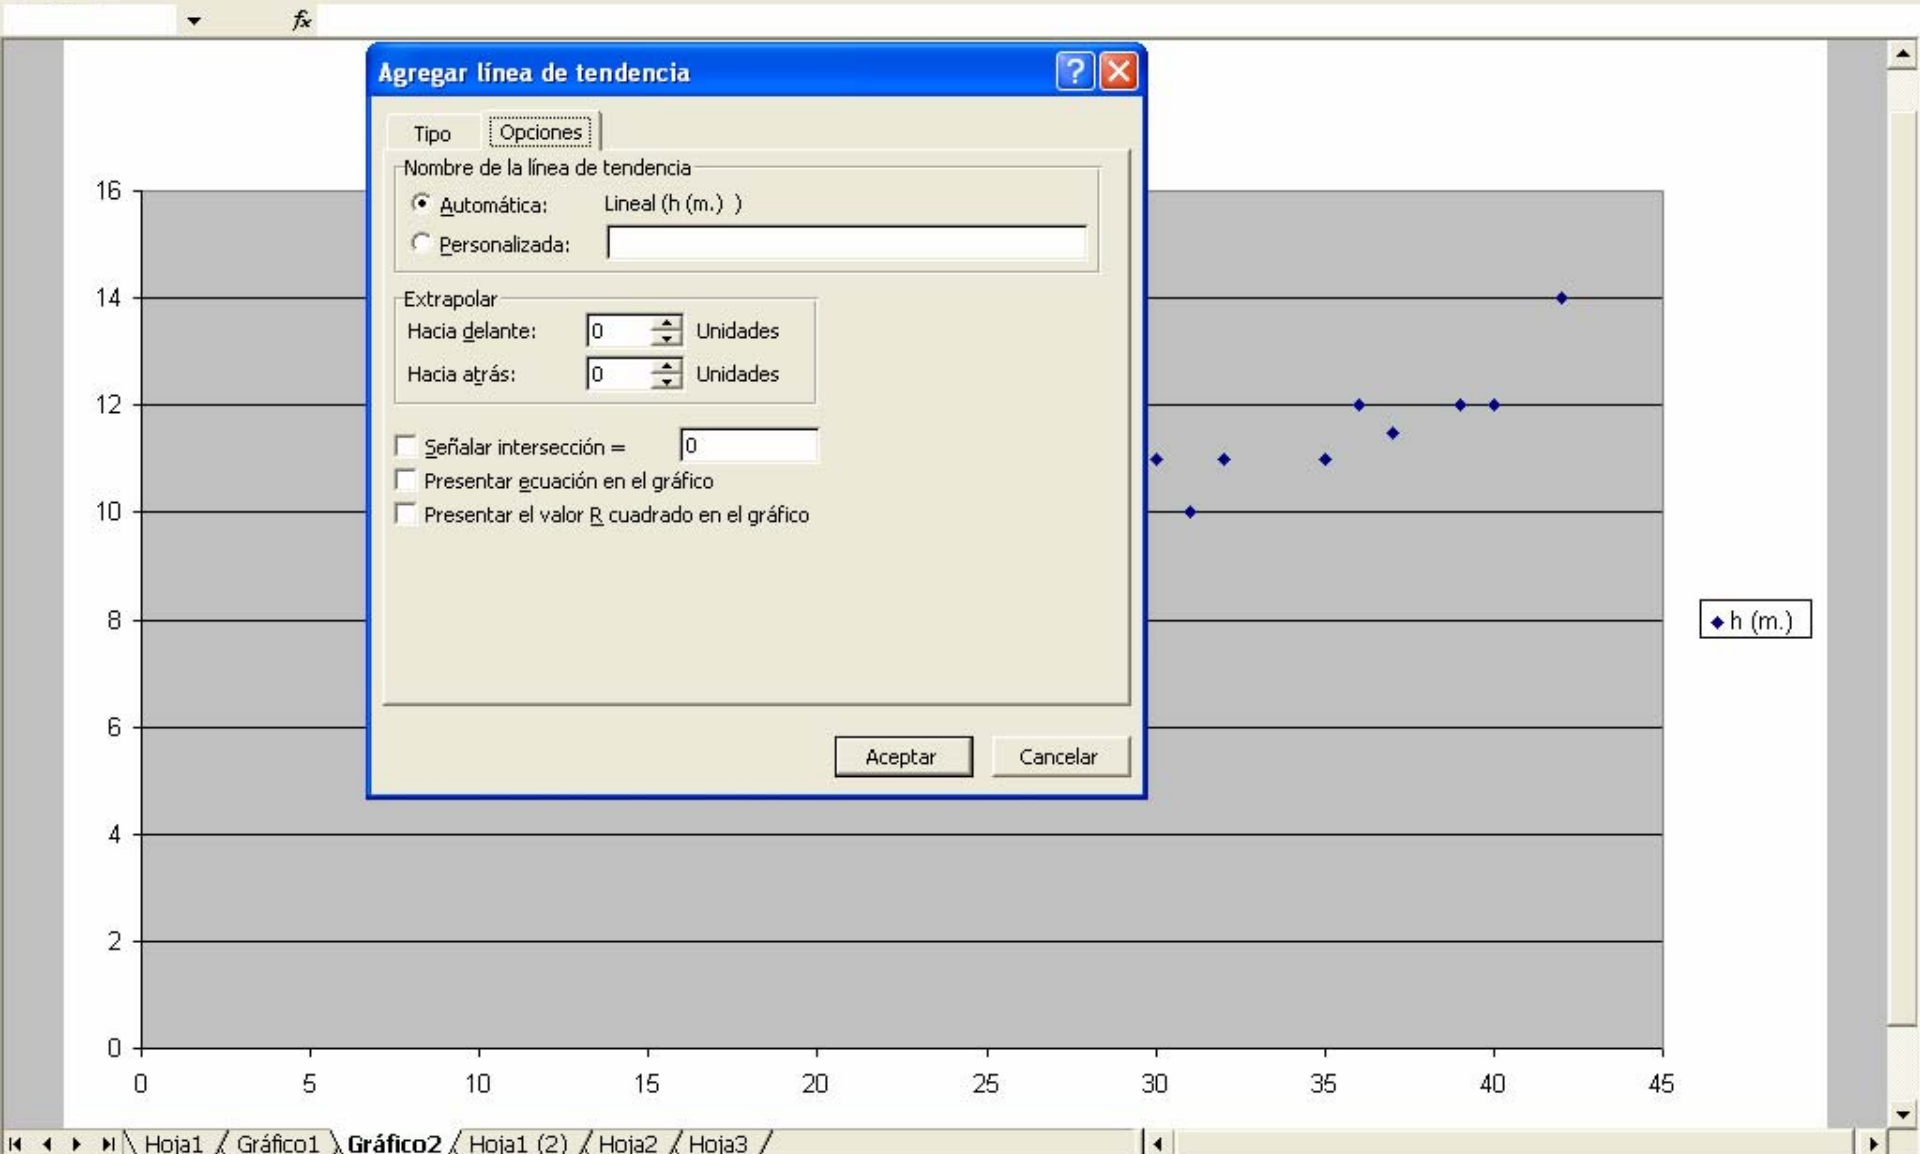 fx
Agregar línea de tendencia
Tipo Opciones
Nombre de la línea de tendencia
Automática: Lineal (h (m.) )
Personalizada:
Extrapolar
Hacia delante: 0 Unidades
Hacia atrás: 0 Unidades
Señalar intersección = 0
Presentar ecuación en el gráfico
Presentar el valor R cuadrado en el gráfico
Aceptar Cancelar
16
14
12
10
8
6
4
2
0
0 5 10 15 20 25 30 35 40 45
h (m.)
Hoja1 Gráfico1 Gráfico2 Hoja1 (2) Hoja2 Hoja3